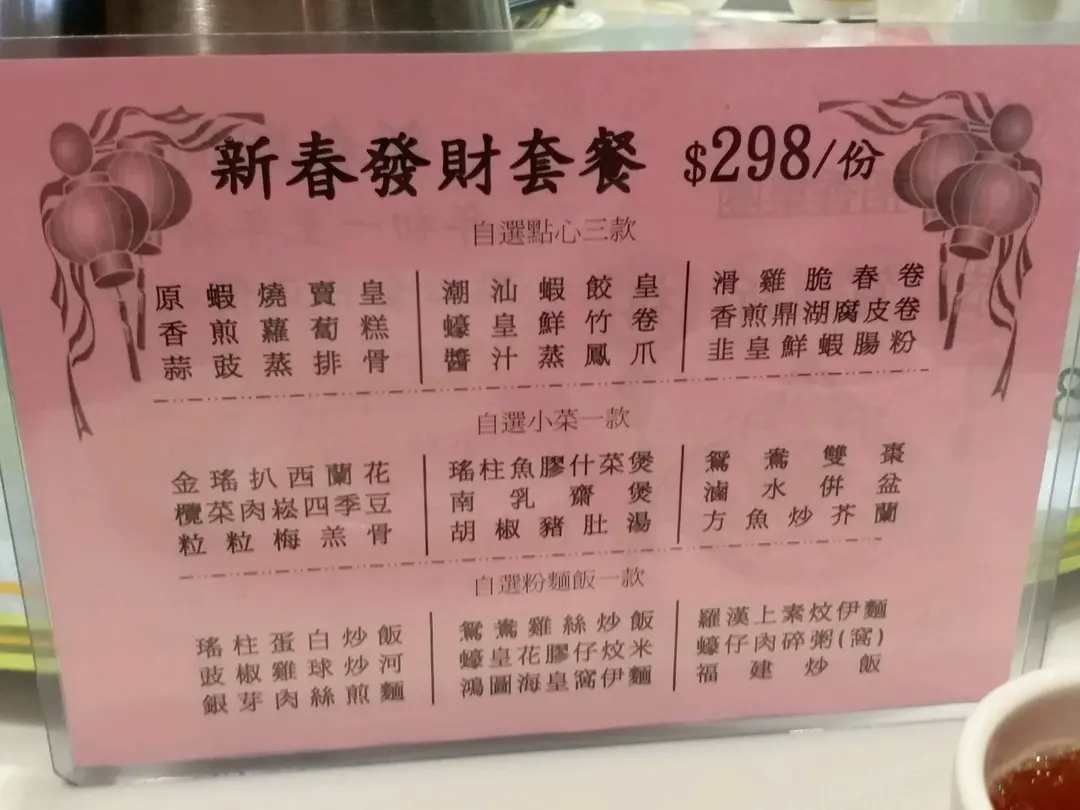 新春發財套餐 $298/份
自選點心三款
原蝦燒賣皇 潮汕蝦餃皇 滑雞脆春卷
香煎蘿蔔糕 蠔皇鮮竹卷 香煎鼎湖腐皮卷
蒜豉蒸排骨 醬汁蒸鳳爪 韭皇鮮蝦腸粉
自選小菜一款
金瑤扒西蘭花 瑤柱魚膠什菜煲 鴛鴦雙棗
欖菜肉崧四季豆 南乳齋煲 滷水併盆
粒粒梅羔骨 胡椒豬肚湯 方魚炒芥蘭
自選粉麵飯一款
瑤柱蛋白炒飯 鴛鴦雞絲炒飯 羅漢上素炆伊麵
豉椒雞球炒河 蠔皇花膠仔炆米 蠔仔肉碎粥(窩)
銀芽肉絲煎麵 鴻圖海皇窩伊麵 福建炒飯